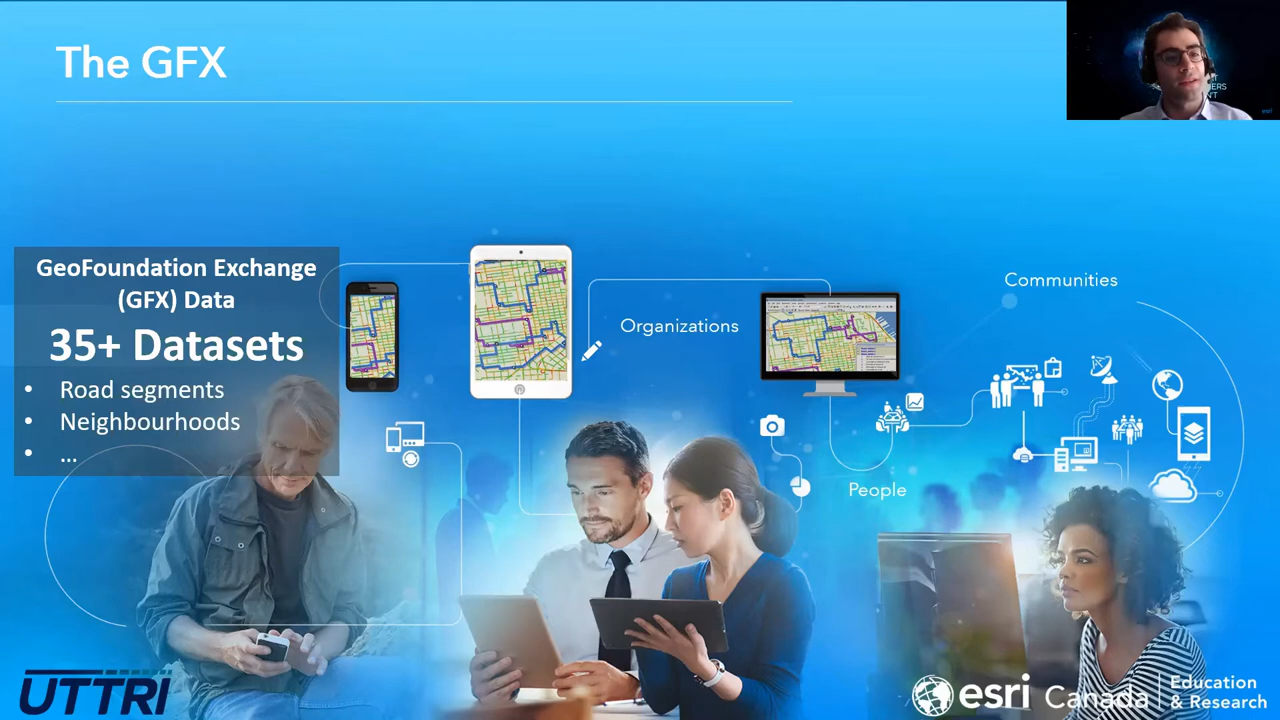 The GFX
GeoFoundation Exchange
(GFX) Data
35+ Datasets
• Road segments
• Neighbourhoods
• ...
Organizations
Communities
People
UTTRI
esri Canada
Education
& Research
esri